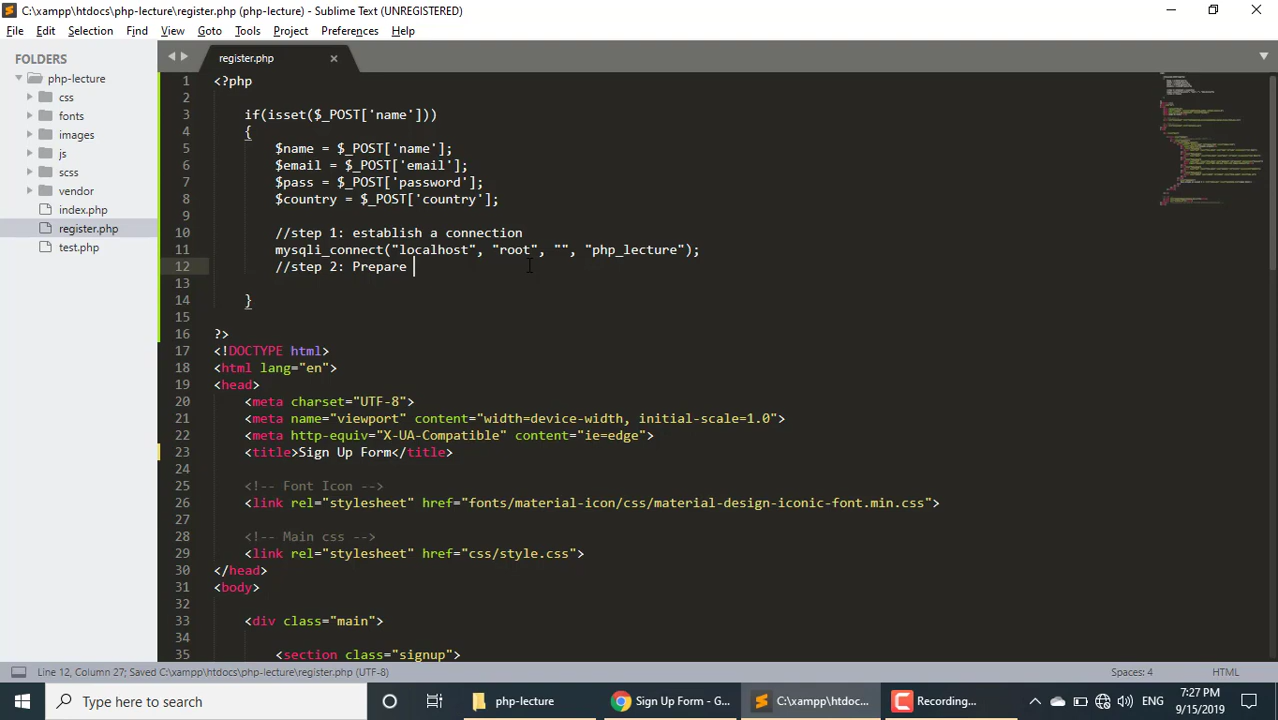 C:\xampp\htdocs\php-lecture\register.php (php-lecture) - Sublime Text (UNREGISTERED)
File Edit Selection Find View Goto Tools Project Preferences Help
FOLDERS
php-lecture
css
fonts
images
js
scss
vendor
index.php
register.php
test.php
register.php
1 <?php
2
3 if(isset($_POST['name']))
4 {
5 $name = $_POST['name'];
6 $email = $_POST['email'];
7 $pass = $_POST['password'];
8 $country = $_POST['country'];
9
10 //step 1: establish a connection
11 mysqli_connect("localhost", "root", "", "php_lecture");
12 //step 2: Prepare
13
14 }
15
16 ?>
17 <!DOCTYPE html>
18 <html lang="en">
19 <head>
20 <meta charset="UTF-8">
21 <meta name="viewport" content="width=device-width, initial-scale=1.0">
22 <meta http-equiv="X-UA-Compatible" content="ie=edge">
23 <title>Sign Up Form</title>
24
25 <!-- Font Icon -->
26 <link rel="stylesheet" href="fonts/material-icon/css/material-design-iconic-font.min.css">
27
28 <!-- Main css -->
29 <link rel="stylesheet" href="css/style.css">
30 </head>
31 <body>
32
33 <div class="main">
34
35 <section class="signup">
Line 12, Column 27; Saved C:\xampp\htdocs\php-lecture\register.php (UTF-8)
Spaces: 4
HTML
Type here to search
php-lecture
Sign Up Form - G...
C:\xampp\htdoc...
Recording...
ENG
7:27 PM
9/15/2019